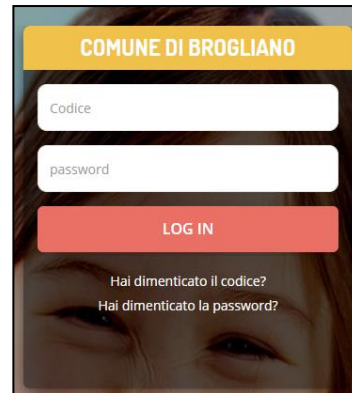 COMUNE DI BROGLIANO
Codice
password
LOG IN
Hai dimenticato il codice?
Hai dimenticato la password?